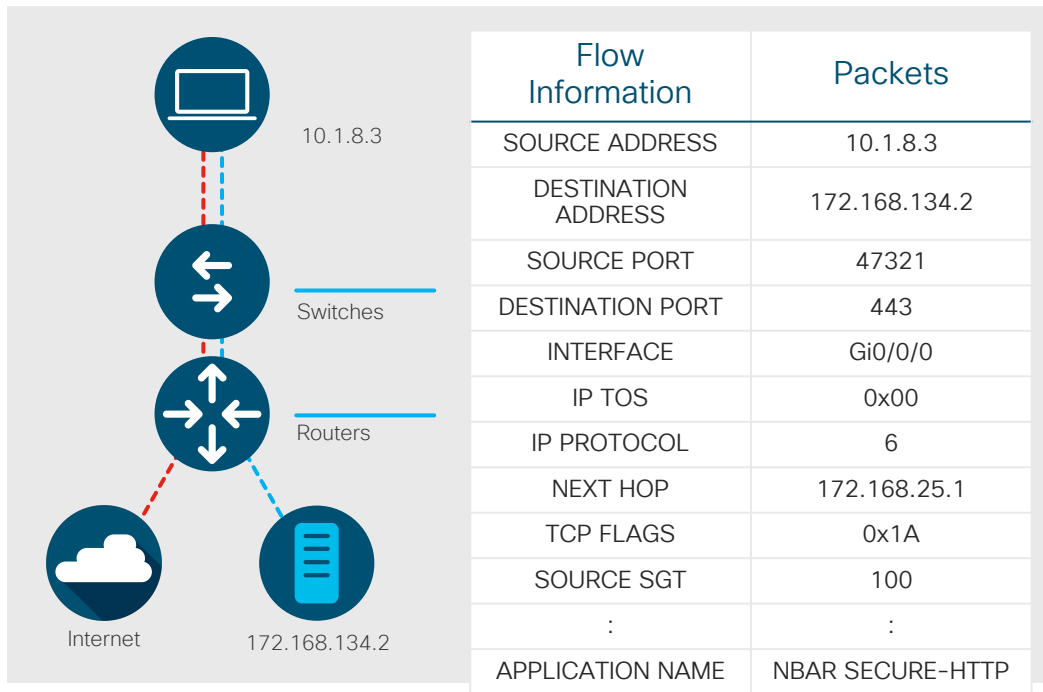 10.1.8.3
Switches
Routers
Internet
172.168.134.2
Flow
Information
Packets
SOURCE ADDRESS
10.1.8.3
DESTINATION
ADDRESS
172.168.134.2
SOURCE PORT
47321
DESTINATION PORT
443
INTERFACE
Gi0/0/0
IP TOS
0x00
IP PROTOCOL
6
NEXT HOP
172.168.25.1
TCP FLAGS
0x1A
SOURCE SGT
100
:
:
APPLICATION NAME
NBAR SECURE-HTTP